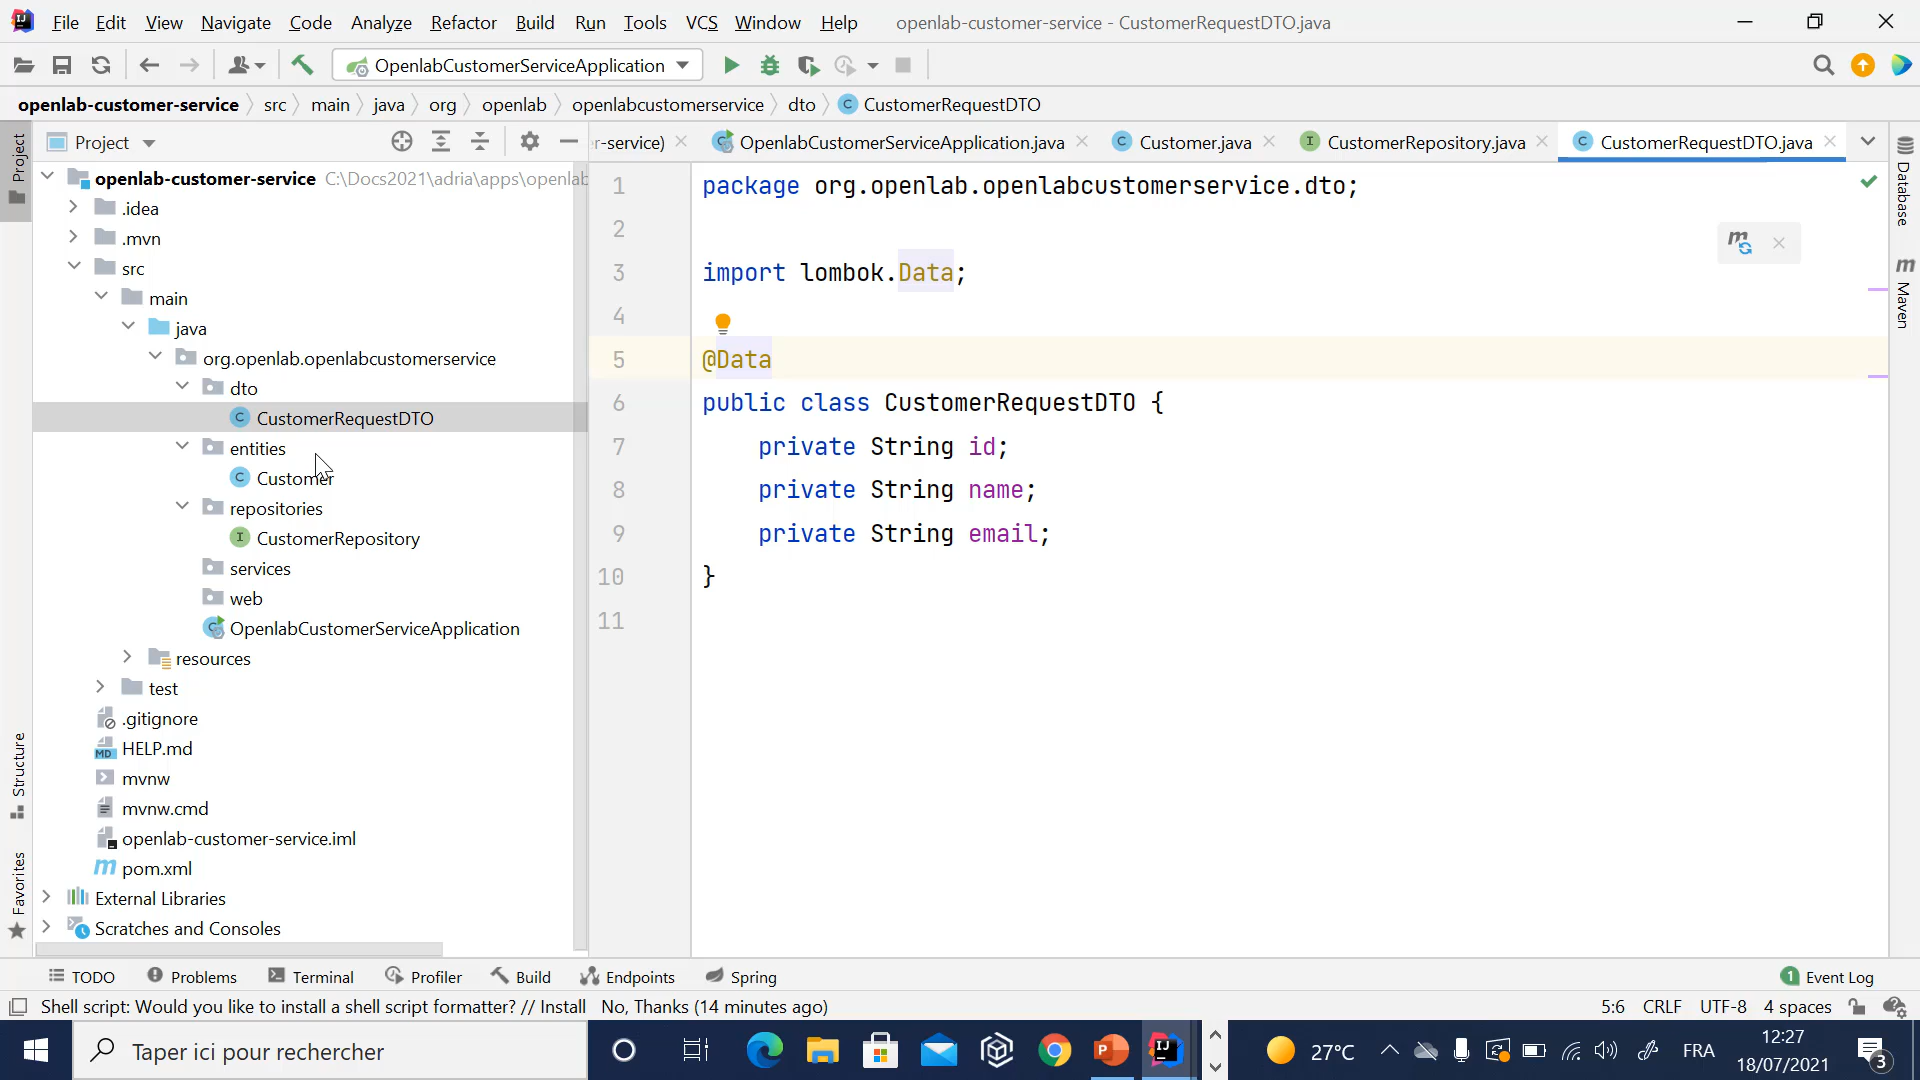 File Edit View Navigate Code Analyze Refactor Build Run Tools VCS Window Help openlab-customer-service - CustomerRequestDTO.java
OpenlabCustomerServiceApplication
openlab-customer-service src main java org openlab openlabcustomerservice dto CustomerRequestDTO
Project
r-service) OpenlabCustomerServiceApplication.java Customer.java CustomerRepository.java CustomerRequestDTO.java
Project
Structure
Favorites
openlab-customer-service C:\Docs2021\adria\apps\openlab
.idea
.mvn
src
main
java
org.openlab.openlabcustomerservice
dto
CustomerRequestDTO
entities
Customer
repositories
CustomerRepository
services
web
OpenlabCustomerServiceApplication
resources
test
.gitignore
HELP.md
mvnw
mvnw.cmd
openlab-customer-service.iml
pom.xml
External Libraries
Scratches and Consoles
1 package org.openlab.openlabcustomerservice.dto;
2
3 import lombok.Data;
4
5 @Data
6 public class CustomerRequestDTO {
7 private String id;
8 private String name;
9 private String email;
10 }
11
Database
Maven
TODO Problems Terminal Profiler Build Endpoints Spring 1 Event Log
Shell script: Would you like to install a shell script formatter? // Install No, Thanks (14 minutes ago) 5:6 CRLF UTF-8 4 spaces
Taper ici pour rechercher 27°C FRA 12:27
18/07/2021 3